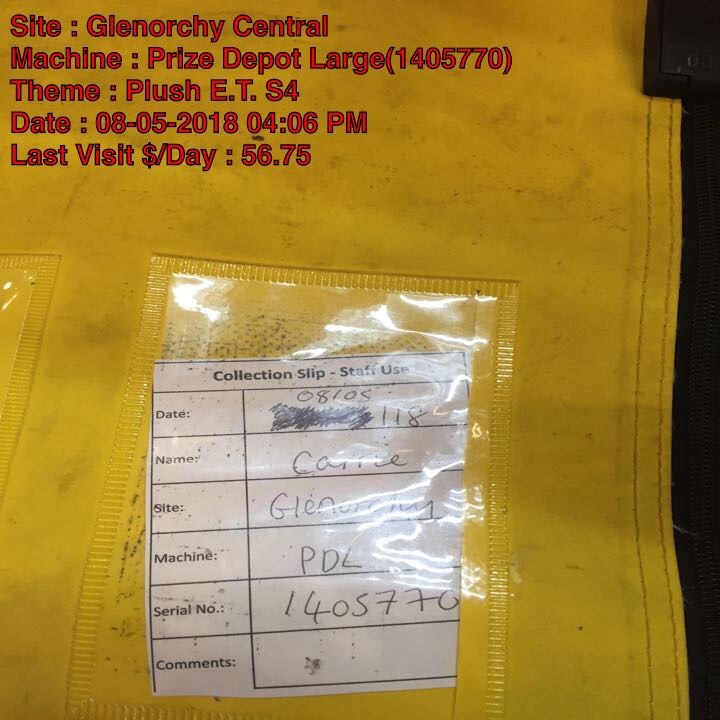 Site : Glenorchy Central
Machine : Prize Depot Large(1405770)
Theme : Plush E.T. S4
Date : 08-05-2018 04:06 PM
Last Visit $/Day : 56.75
Collection Slip - Staff Use
08/05
Date: /18
Name: Carrie
Site: Glenorchy
Machine: PDL
Serial No.: 1405770
Comments: